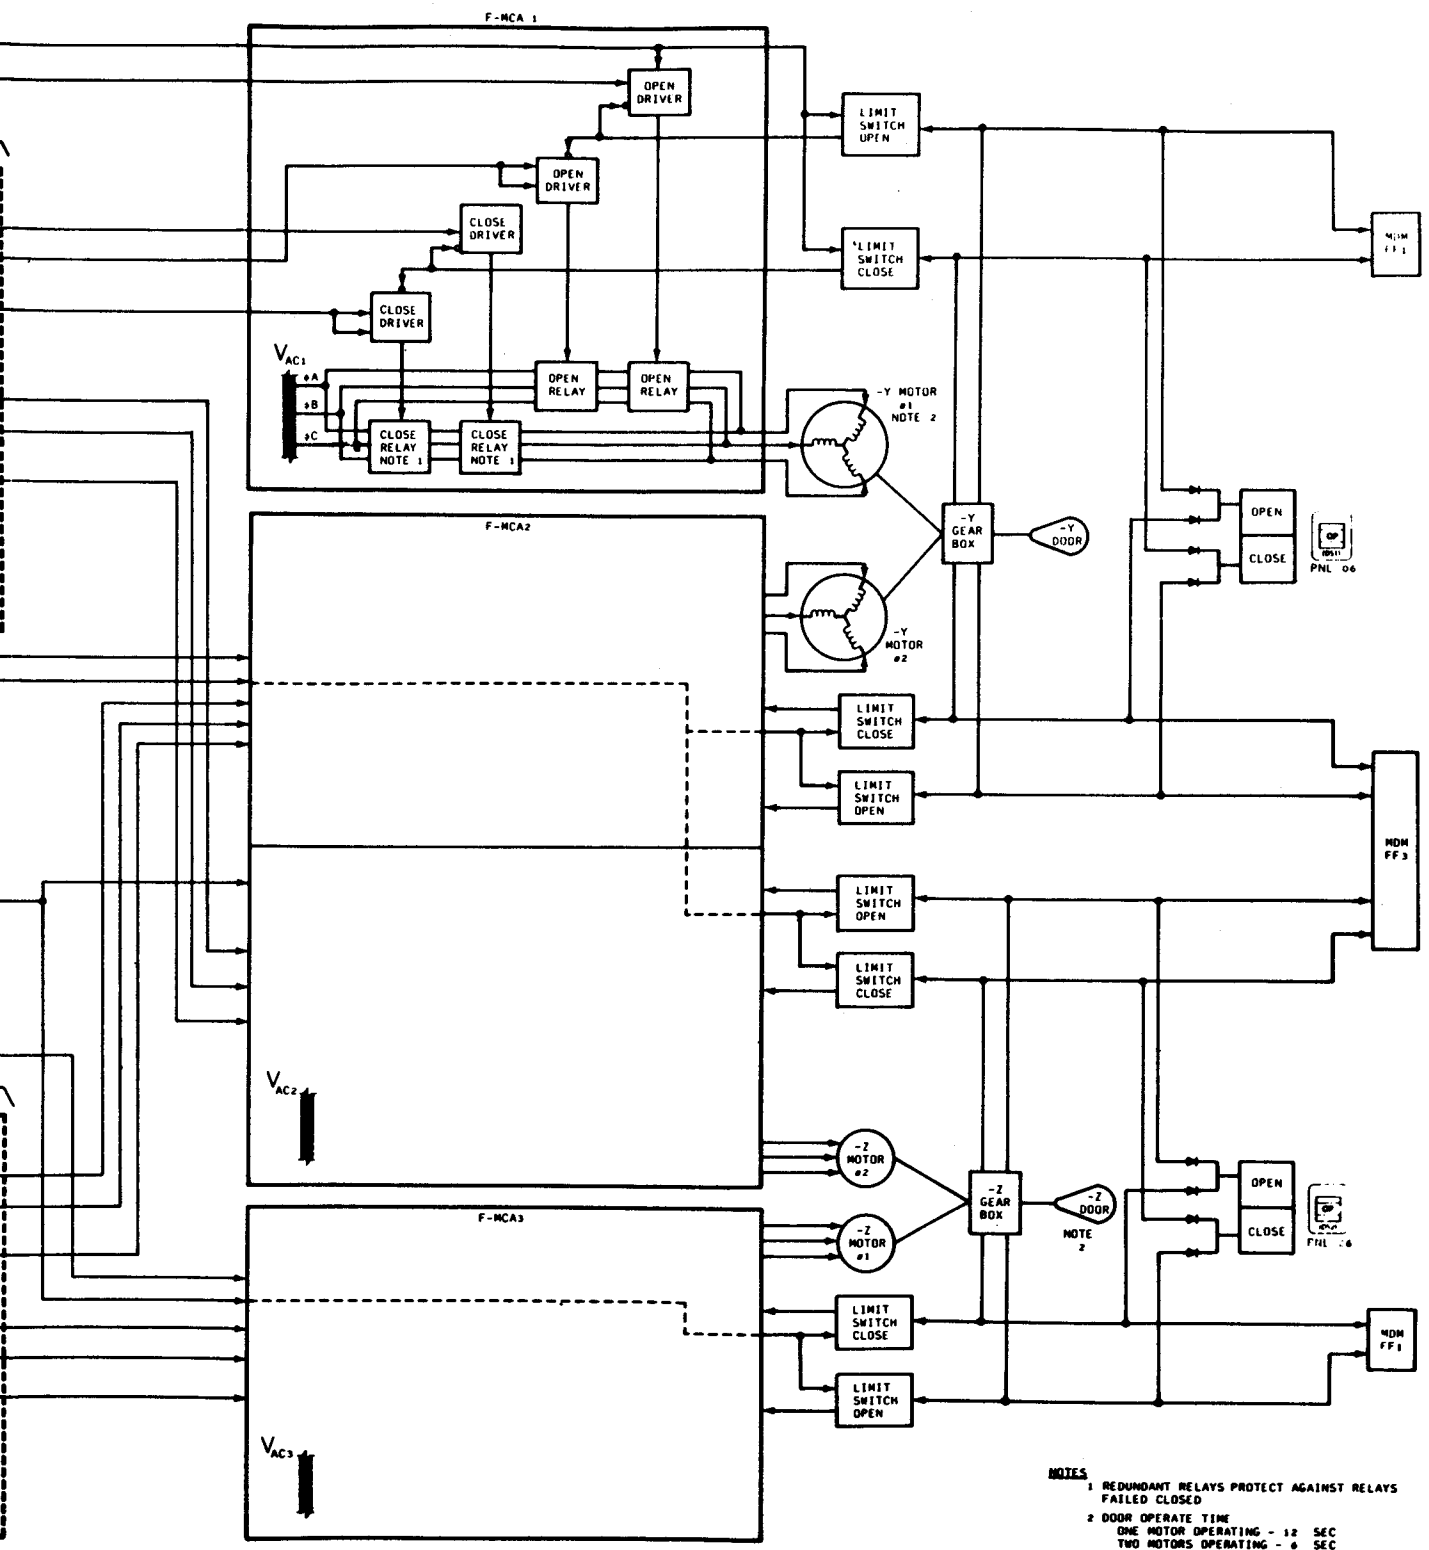 F-MCA 1
OPEN
DRIVER
LIMIT
SWITCH
OPEN
OPEN
DRIVER
CLOSE
DRIVER
LIMIT
SWITCH
CLOSE
MDM
FF1
CLOSE
DRIVER
VAC1
φA
φB
φC
OPEN
RELAY
OPEN
RELAY
CLOSE
RELAY
NOTE 1
CLOSE
RELAY
NOTE 1
-Y MOTOR
#1
NOTE 2
F-MCA2
-Y
GEAR
BOX
-Y
DOOR
OPEN
CLOSE
OP
PNL 06
-Y
MOTOR
#2
LIMIT
SWITCH
CLOSE
LIMIT
SWITCH
OPEN
MDM
FF3
LIMIT
SWITCH
OPEN
LIMIT
SWITCH
CLOSE
VAC2
-Z
MOTOR
#2
-Z
GEAR
BOX
-Z
DOOR
NOTE
2
OPEN
CLOSE
OP
F-MCA3
-Z
MOTOR
#1
LIMIT
SWITCH
CLOSE
MDM
FF1
LIMIT
SWITCH
OPEN
VAC3
NOTES
1 REDUNDANT RELAYS PROTECT AGAINST RELAYS
FAILED CLOSED
2 DOOR OPERATE TIME
ONE MOTOR OPERATING - 12 SEC
TWO MOTORS OPERATING - 6 SEC